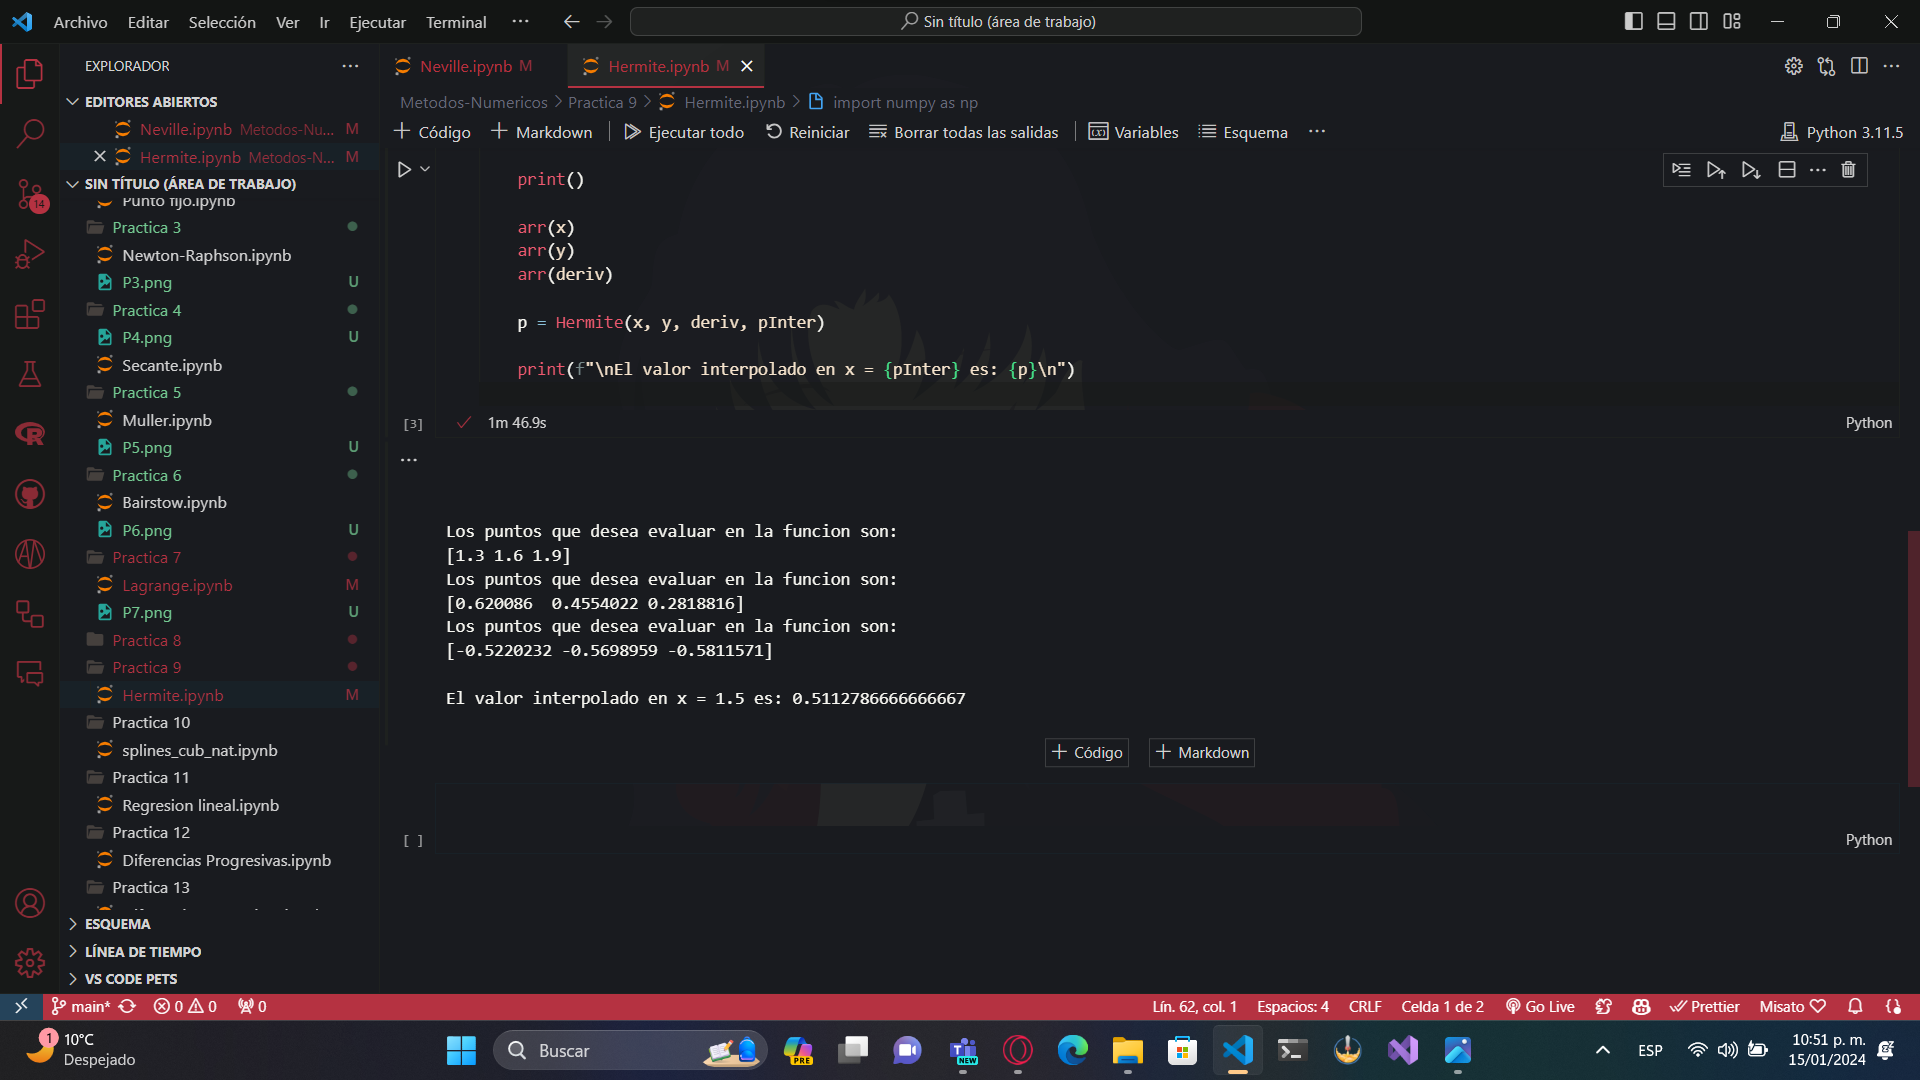 Archivo Editar Selección Ver Ir Ejecutar Terminal ··· Sin título (área de trabajo)
EXPLORADOR ···
EDITORES ABIERTOS
Neville.ipynb Metodos-Nu... M
Hermite.ipynb Metodos-N... M
SIN TÍTULO (ÁREA DE TRABAJO)
Punto fijo.ipynb
Practica 3
Newton-Raphson.ipynb
P3.png U
Practica 4
P4.png U
Secante.ipynb
Practica 5
Muller.ipynb
P5.png U
Practica 6
Bairstow.ipynb
P6.png U
Practica 7
Lagrange.ipynb M
P7.png U
Practica 8
Practica 9
Hermite.ipynb M
Practica 10
splines_cub_nat.ipynb
Practica 11
Regresion lineal.ipynb
Practica 12
Diferencias Progresivas.ipynb
Practica 13
ESQUEMA
LÍNEA DE TIEMPO
VS CODE PETS
14
Neville.ipynb M Hermite.ipynb M
Metodos-Numericos > Practica 9 > Hermite.ipynb > import numpy as np
+ Código + Markdown Ejecutar todo Reiniciar Borrar todas las salidas Variables Esquema ··· Python 3.11.5
print()
arr(x)
arr(y)
arr(deriv)
p = Hermite(x, y, deriv, pInter)
print(f"\nEl valor interpolado en x = {pInter} es: {p}\n")
[3] 1m 46.9s Python
...
Los puntos que desea evaluar en la funcion son:
[1.3 1.6 1.9]
Los puntos que desea evaluar en la funcion son:
[0.620086  0.4554022 0.2818816]
Los puntos que desea evaluar en la funcion son:
[-0.5220232 -0.5698959 -0.5811571]
El valor interpolado en x = 1.5 es: 0.5112786666666667
+ Código + Markdown
[ ] Python
main* 0 0 0 Lín. 62, col. 1 Espacios: 4 CRLF Celda 1 de 2 Go Live Prettier Misato
1 10°C
Despejado
Buscar
PRE
NEW
ESP
10:51 p. m.
15/01/2024